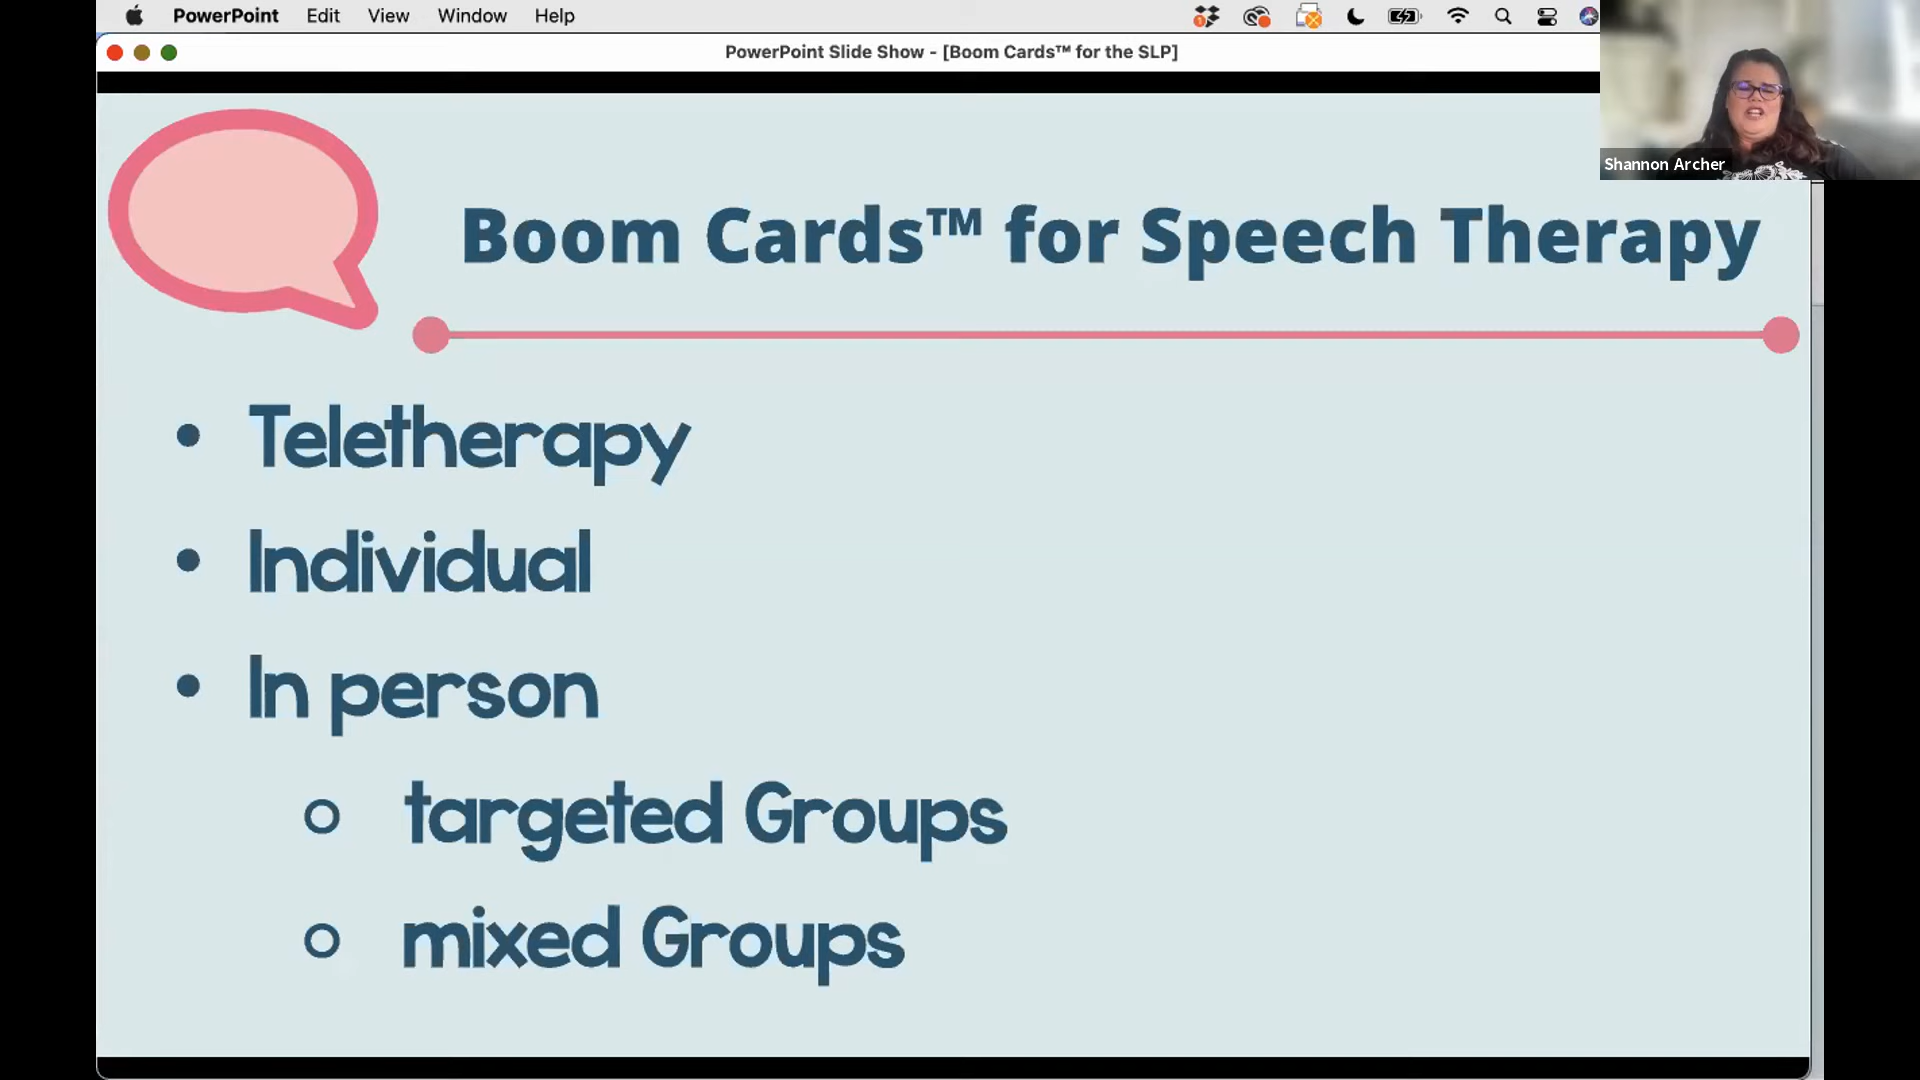 PowerPoint Edit View Window Help
PowerPoint Slide Show - [Boom Cards™ for the SLP]
Shannon Archer
Boom Cards™ for Speech Therapy
• Teletherapy
• Individual
• In person
o targeted Groups
o mixed Groups